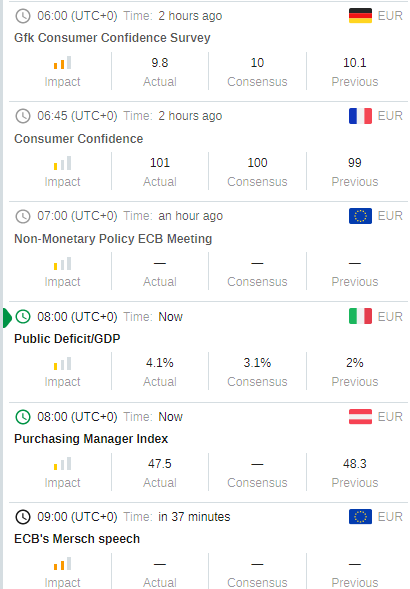 06:00 (UTC+0) Time: 2 hours ago EUR
Gfk Consumer Confidence Survey
9.8 10 10.1
Impact Actual Consensus Previous
06:45 (UTC+0) Time: 2 hours ago EUR
Consumer Confidence
101 100 99
Impact Actual Consensus Previous
07:00 (UTC+0) Time: an hour ago EUR
Non-Monetary Policy ECB Meeting
— — —
Impact Actual Consensus Previous
08:00 (UTC+0) Time: Now EUR
Public Deficit/GDP
4.1% 3.1% 2%
Impact Actual Consensus Previous
08:00 (UTC+0) Time: Now EUR
Purchasing Manager Index
47.5 — 48.3
Impact Actual Consensus Previous
09:00 (UTC+0) Time: in 37 minutes EUR
ECB's Mersch speech
— — —
Impact Actual Consensus Previous